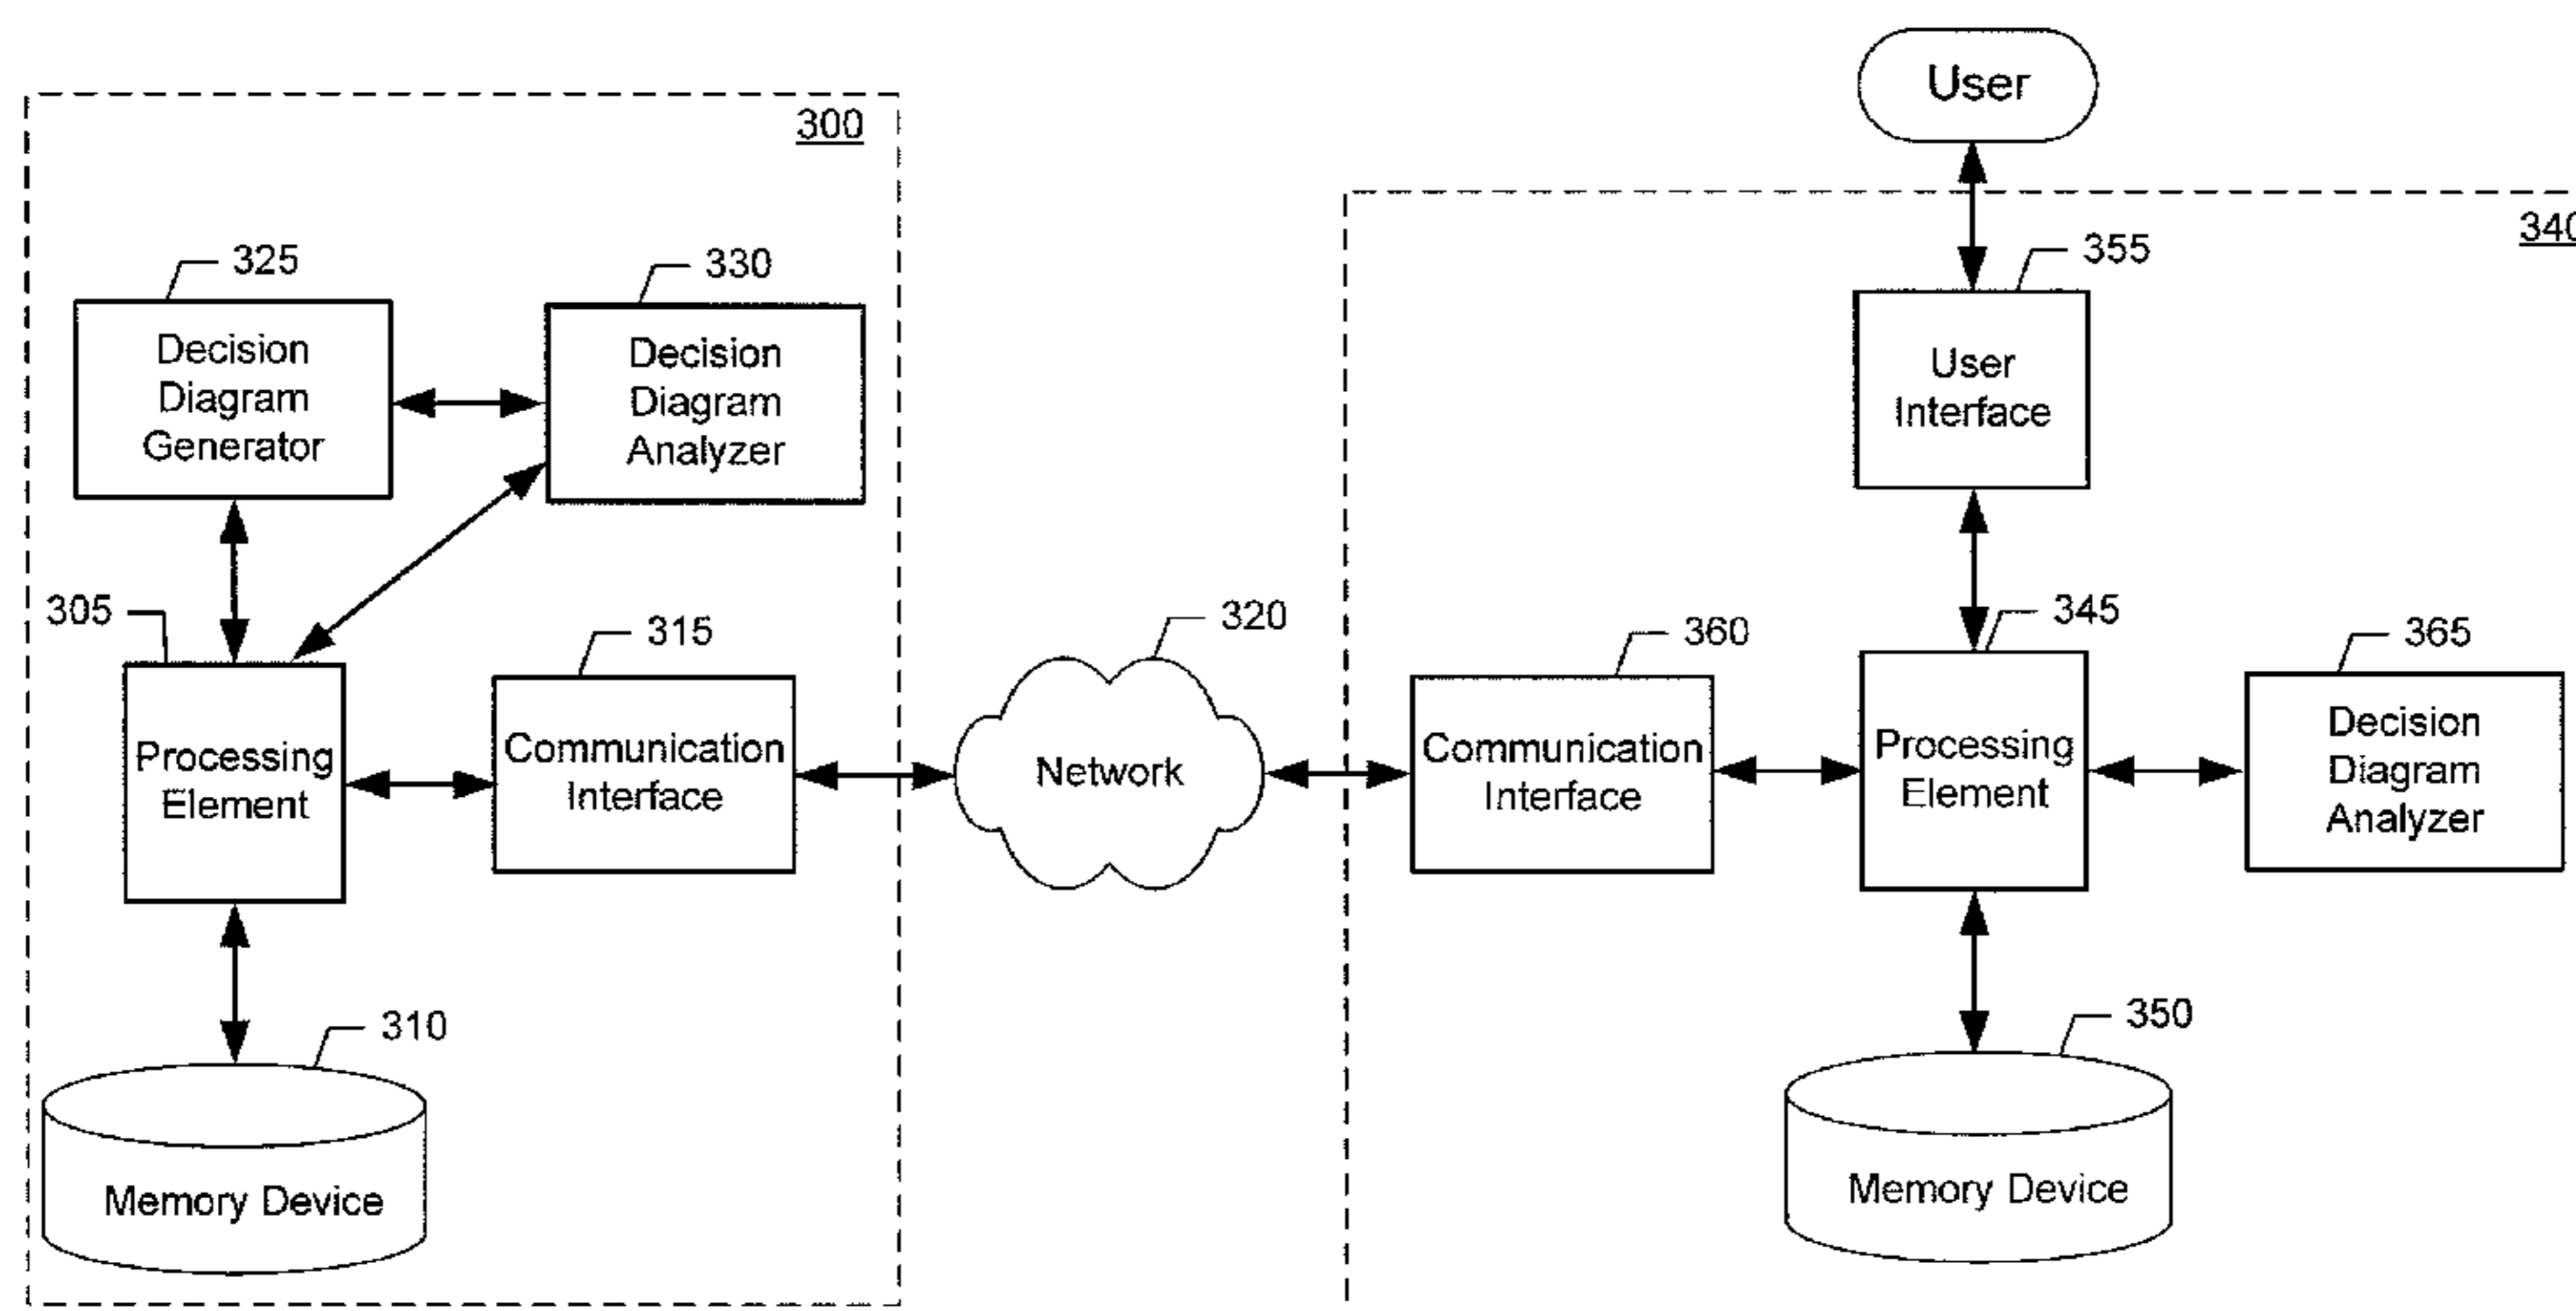 User
300
340
325
330
355
Decision
Diagram
Generator
Decision
Diagram
Analyzer
User
Interface
305
315
320
360
345
365
Processing
Element
Communication
Interface
Network
Communication
Interface
Processing
Element
Decision
Diagram
Analyzer
310
350
Memory Device
Memory Device